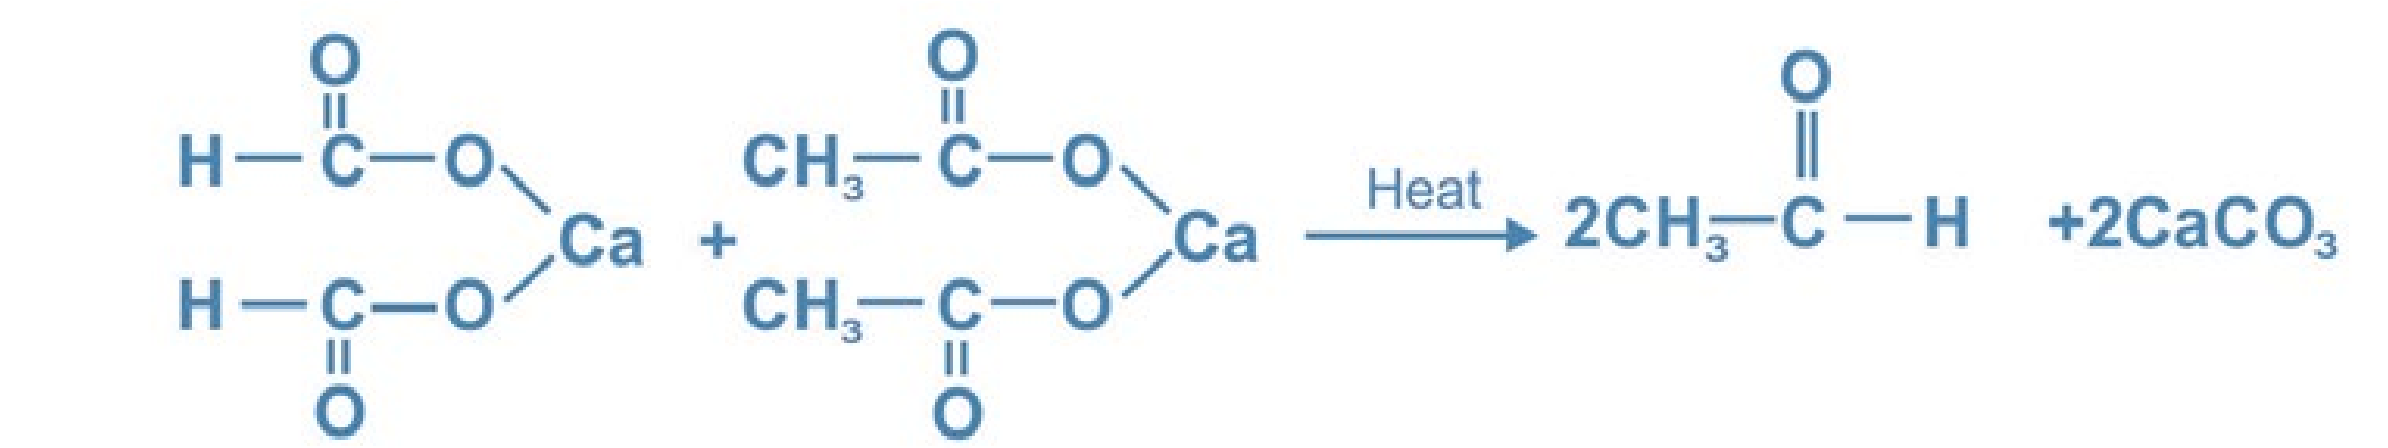 O O O
H—C—O CH₃—C—O Heat
Ca + Ca 2CH₃—C—H +2CaCO₃
H—C—O CH₃—C—O
O O